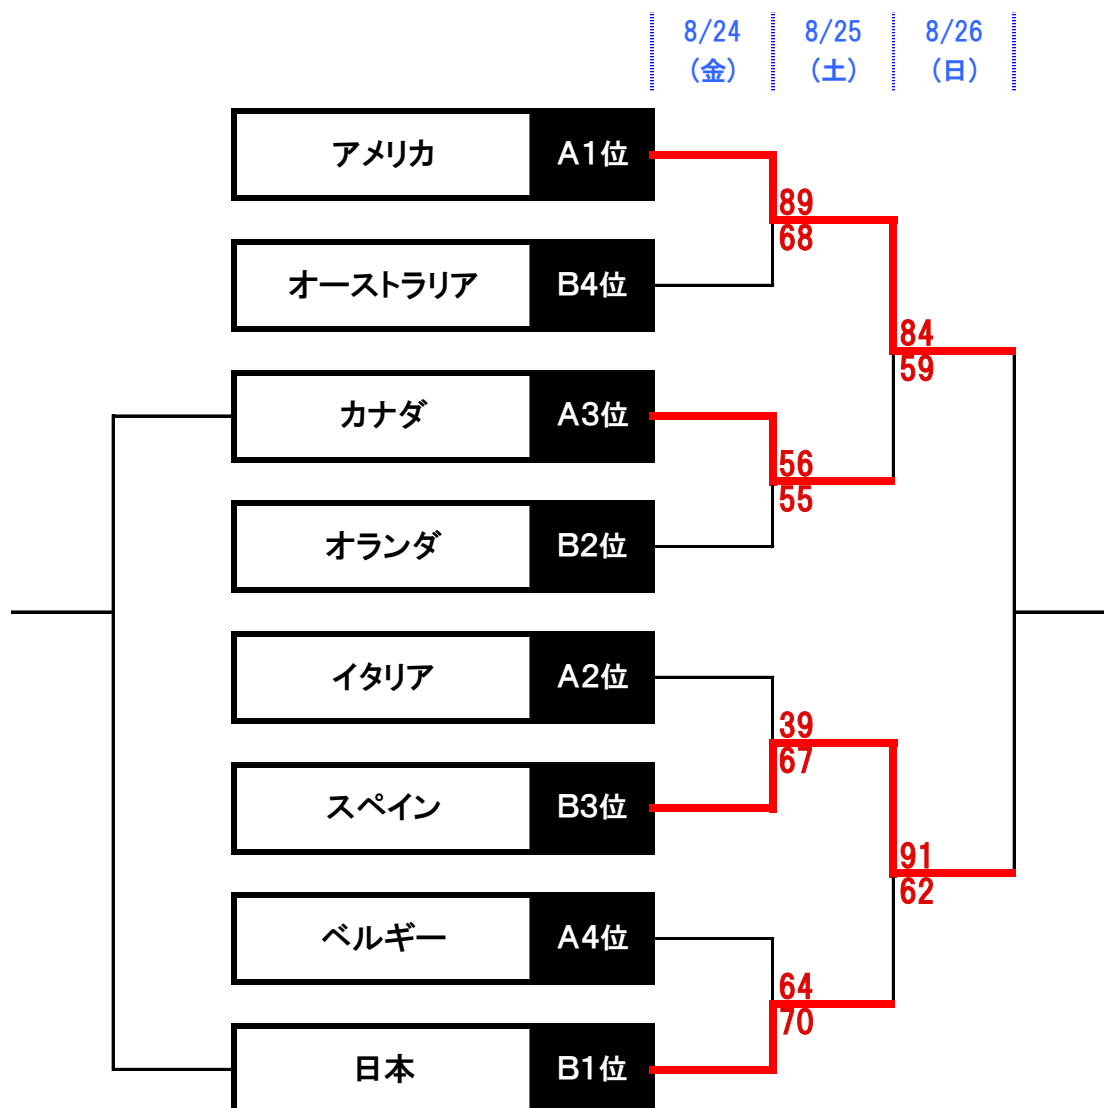 8/24 8/25 8/26
(金) (土) (日)
アメリカ A1位
89
68
オーストラリア B4位
84
59
カナダ A3位
56
55
オランダ B2位
イタリア A2位
39
67
スペイン B3位
91
62
ベルギー A4位
64
70
日本 B1位